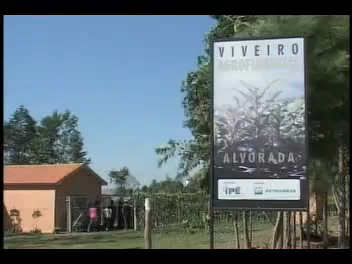 VIVEIRO
AGROFLORESTAL
ALVORADA
IPÊ
PETROBRAS